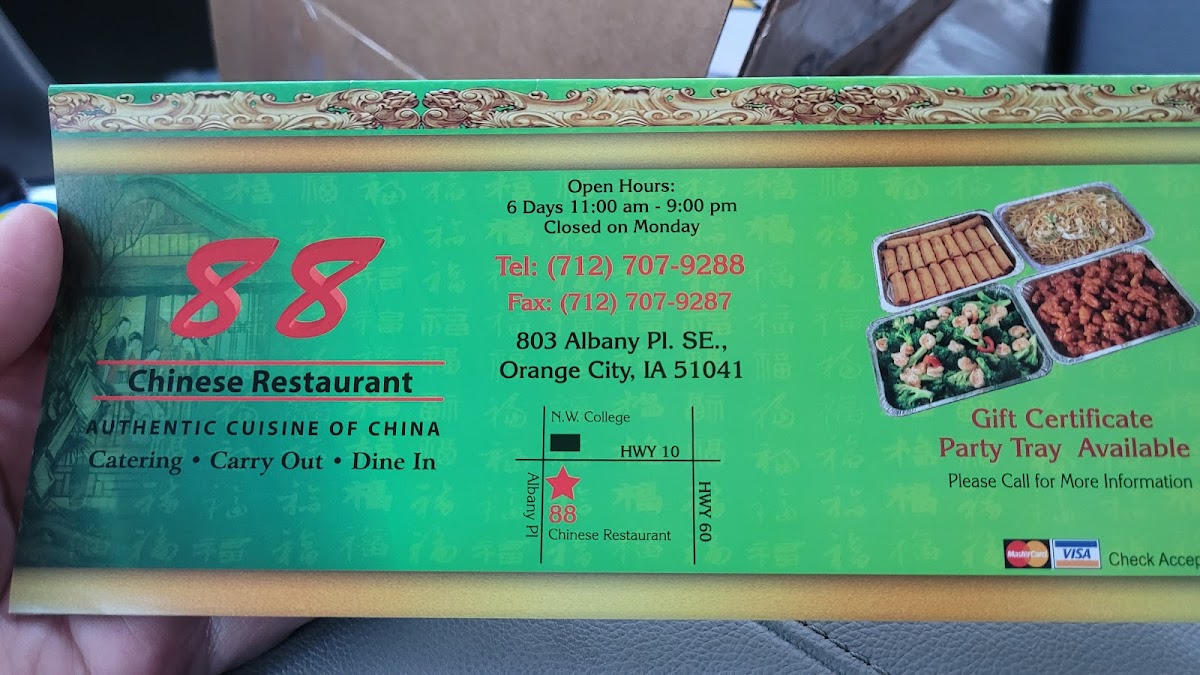 88
Chinese Restaurant
AUTHENTIC CUISINE OF CHINA
Catering • Carry Out • Dine In
Open Hours:
6 Days 11:00 am - 9:00 pm
Closed on Monday
Tel: (712) 707-9288
Fax: (712) 707-9287
803 Albany Pl. SE.,
Orange City, IA 51041
N.W. College
HWY 10
Albany Pl
HWY 60
88
Chinese Restaurant
Gift Certificate
Party Tray Available
Please Call for More Information
MasterCard
VISA
Check
福